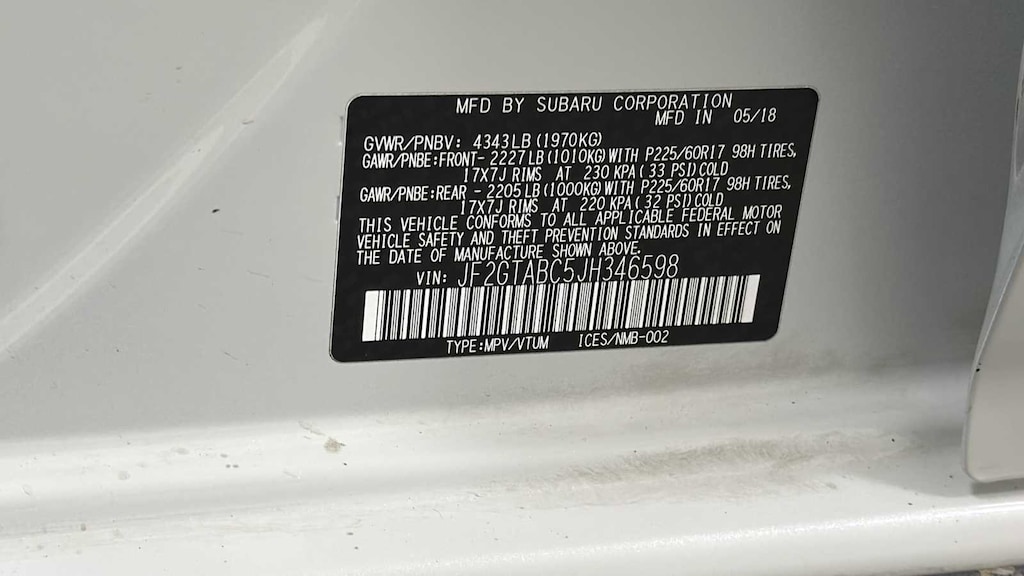 MFD BY SUBARU CORPORATION
MFD IN 05/18
GVWR/PNBV: 4343LB (1970KG)
GAWR/PNBE:FRONT- 2227LB (1010KG) WITH P225/60R17 98H TIRES,
17X7J RIMS AT 230 KPA ( 33 PSI) COLD
GAWR/PNBE:REAR - 2205LB (1000KG) WITH P225/60R17 98H TIRES,
17X7J RIMS AT 220 KPA ( 32 PSI) COLD
THIS VEHICLE CONFORMS TO ALL APPLICABLE FEDERAL MOTOR
VEHICLE SAFETY AND THEFT PREVENTION STANDARDS IN EFFECT ON
THE DATE OF MANUFACTURE SHOWN ABOVE.
VIN: JF2GTABC5JH346598
TYPE:MPV/VTUM ICES/NMB-002